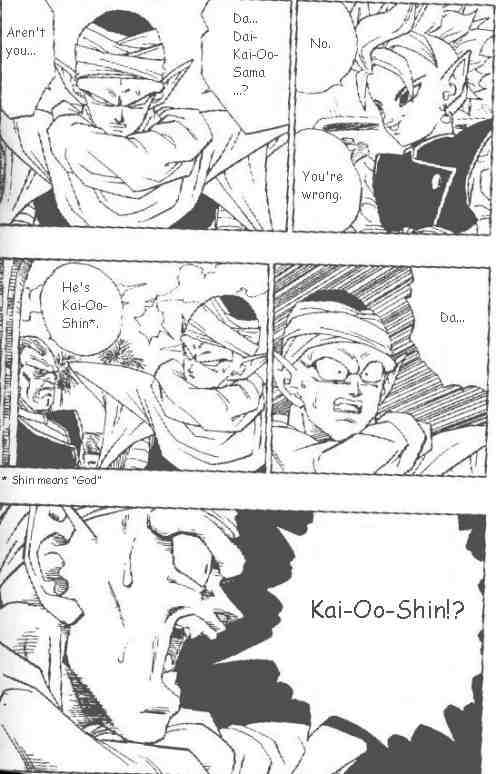 Aren't
you...
Da...
Dai-
Kai-Oo-
Sama
...?
No.
You're
wrong.
He's
Kai-Oo-
Shin*.
Da...
* Shin means "God"
Kai-Oo-Shin!?